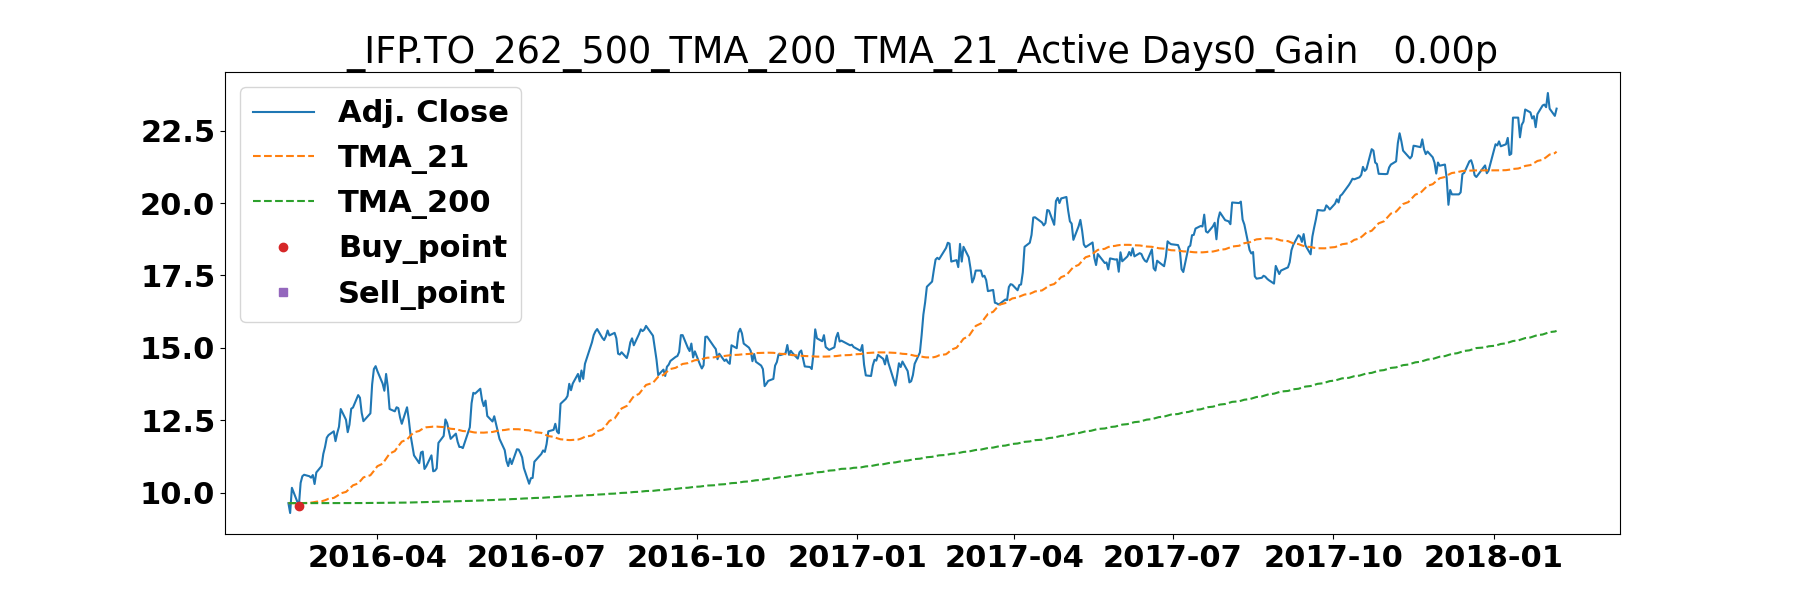 _IFP.TO_262_500_TMA_200_TMA_21_Active Days0_Gain   0.00p
Adj. Close
TMA_21
TMA_200
Buy_point
Sell_point
22.5
20.0
17.5
15.0
12.5
10.0
2016-04 2016-07 2016-10 2017-01 2017-04 2017-07 2017-10 2018-01